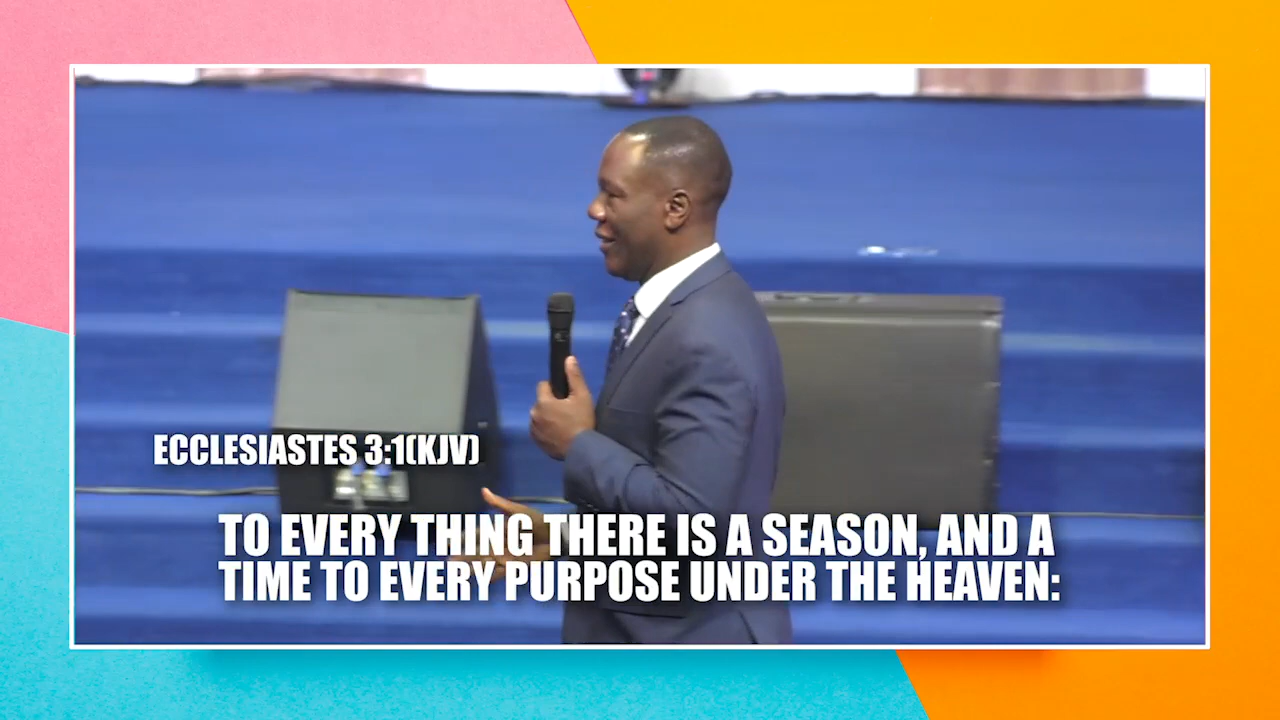 ECCLESIASTES 3:1(KJV)
TO EVERY THING THERE IS A SEASON, AND A
TIME TO EVERY PURPOSE UNDER THE HEAVEN: